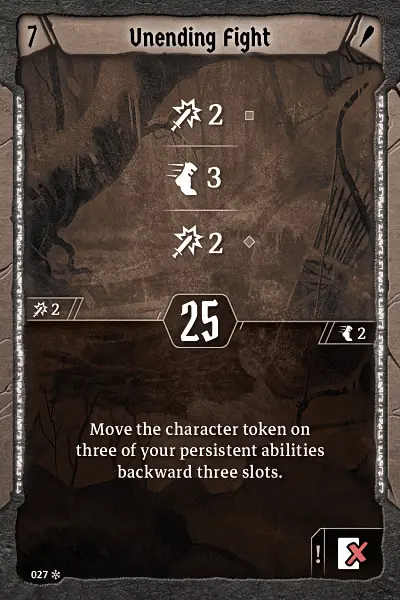 7
Unending Fight
2
3
2
2
25
2
Move the character token on
three of your persistent abilities
backward three slots.
!
027